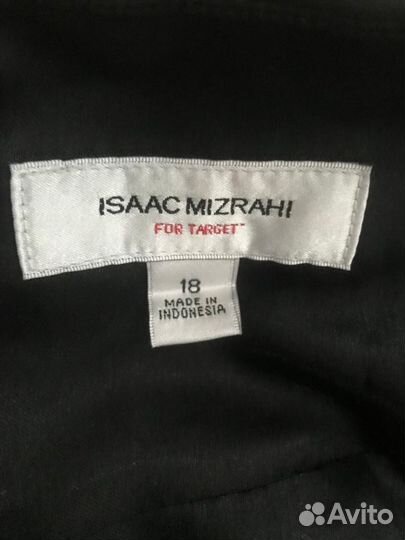 ISAAC MIZRAHI
FOR TARGET™
18
MADE IN
INDONESIA
Avito